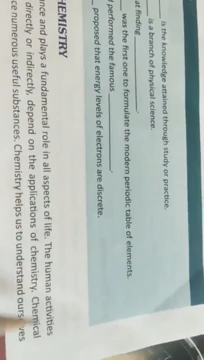 is the knowledge attained through study or practice.
is a branch of physical science.
at finding
was the first one to formulate the modern periodic table of elements.
performed the famous
proposed that energy levels of electrons are discrete.
HEMISTRY
nce and plays a fundamental role in all aspects of life. The human activities
directly or indirectly, depend on the applications of chemistry. Chemical
ce numerous useful substances. Chemistry helps us to understand ours ves